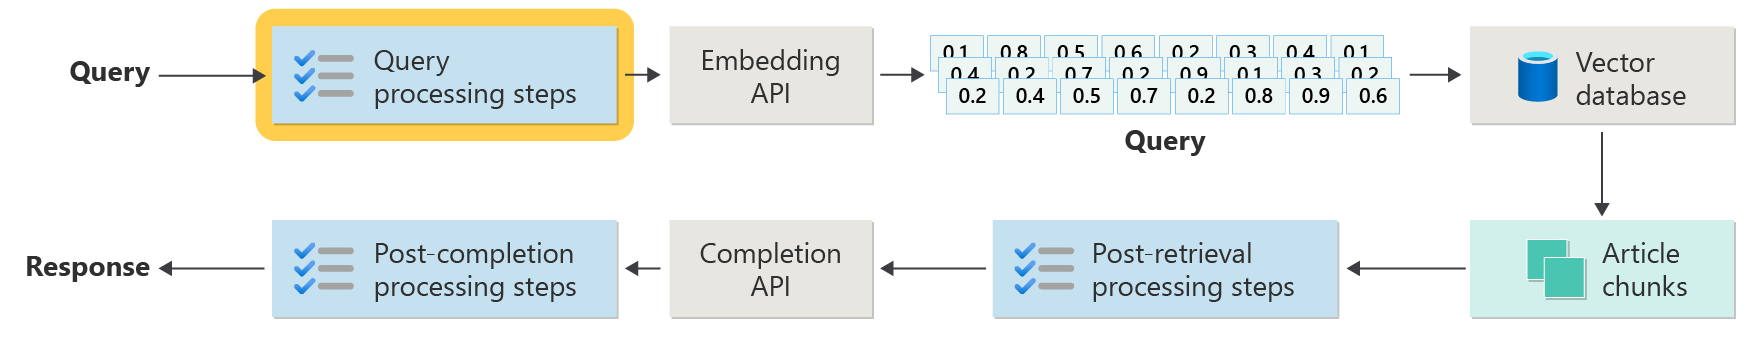 Query
Query
processing steps
Embedding
API
0.1 0.8 0.5 0.6 0.2 0.3 0.4 0.1
0.4 0.2 0.7 0.2 0.9 0.1 0.3 0.2
0.2 0.4 0.5 0.7 0.2 0.8 0.9 0.6
Query
Vector
database
Response
Post-completion
processing steps
Completion
API
Post-retrieval
processing steps
Article
chunks